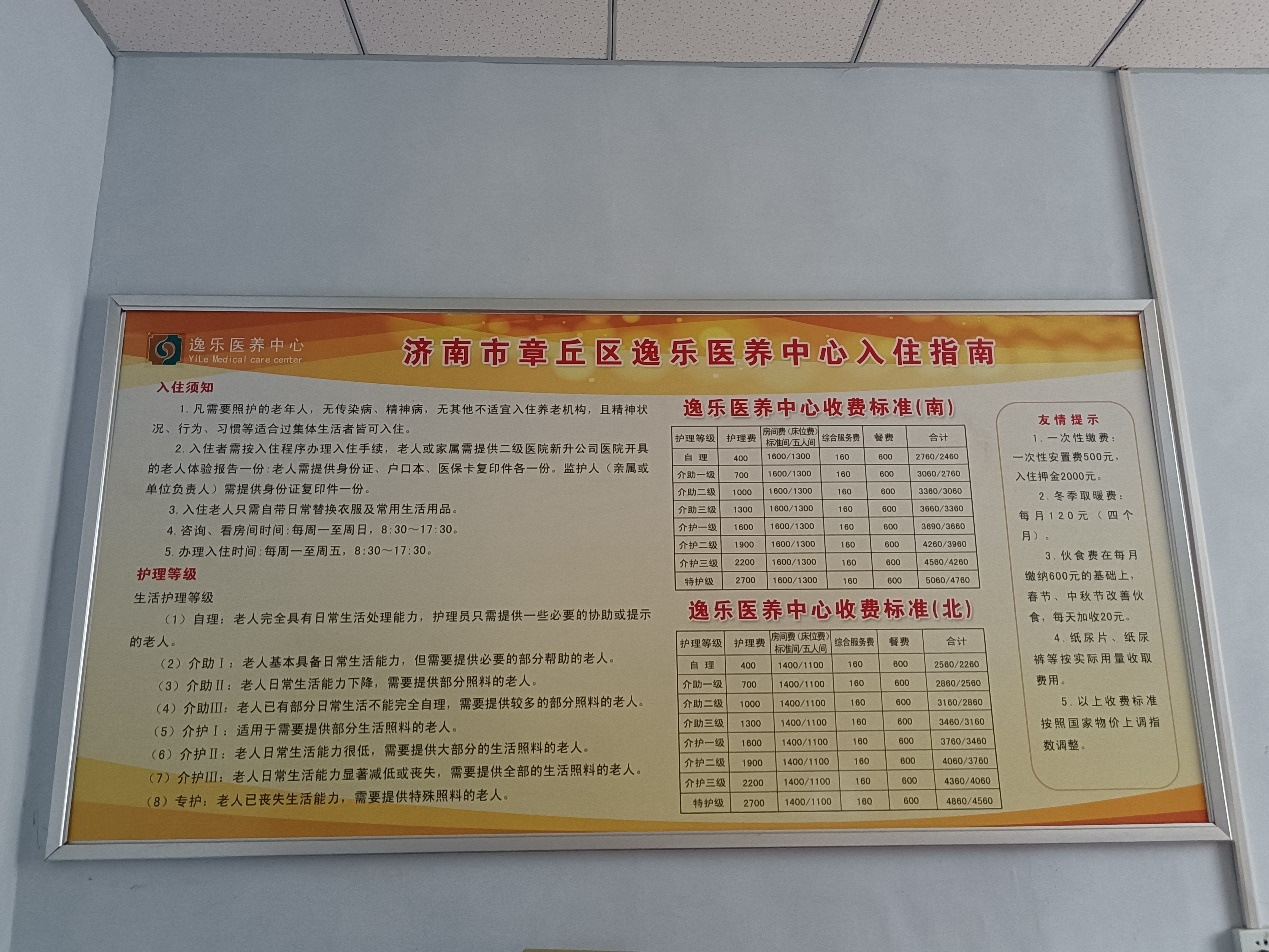 逸乐医养中心
YiLe Medical care center
济南市章丘区逸乐医养中心入住指南
入住须知
1.凡需要照护的老年人，无传染病、精神病，无其他不适宜入住养老机构，且精神状
况、行为、习惯等适合过集体生活者皆可入住。
2.入住者需按入住程序办理入住手续，老人或家属需提供二级医院新升公司医院开具
的老人体验报告一份;老人需提供身份证、户口本、医保卡复印件各一份。监护人（亲属或
单位负责人）需提供身份证复印件一份。
3.入住老人只需自带日常替换衣服及常用生活用品。
4.咨询、看房间时间:每周一至周日，8:30～17:30。
5.办理入住时间:每周一至周五，8:30～17:30。
护理等级
生活护理等级
（1）自理：老人完全具有日常生活处理能力，护理员只需提供一些必要的协助或提示
的老人。
（2）介助Ⅰ：老人基本具备日常生活能力，但需要提供必要的部分帮助的老人。
（3）介助Ⅱ：老人日常生活能力下降，需要提供部分照料的老人。
（4）介助Ⅲ：老人已有部分日常生活不能完全自理，需要提供较多的部分照料的老人。
（5）介护Ⅰ：适用于需要提供部分生活照料的老人。
（6）介护Ⅱ：老人日常生活能力很低，需要提供大部分的生活照料的老人。
（7）介护Ⅲ：老人日常生活能力显著减低或丧失，需要提供全部的生活照料的老人。
（8）专护：老人已丧失生活能力，需要提供特殊照料的老人。
逸乐医养中心收费标准(南)
护理等级 护理费 房间费（床位费）标准间/五人间 综合服务费 餐费 合计
自 理 400 1600/1300 160 600 2760/2460
介助一级 700 1600/1300 160 600 3060/2760
介助二级 1000 1600/1300 160 600 3360/3060
介助三级 1300 1600/1300 160 600 3660/3360
介护一级 1600 1600/1300 160 600 3690/3660
介护二级 1900 1600/1300 160 600 4260/3960
介护三级 2200 1600/1300 160 600 4560/4260
特护级 2700 1600/1300 160 600 5060/4760
逸乐医养中心收费标准(北)
护理等级 护理费 房间费（床位费）标准间/五人间 综合服务费 餐费 合计
自 理 400 1400/1100 160 600 2560/2260
介助一级 700 1400/1100 160 600 2860/2560
介助二级 1000 1400/1100 160 600 3160/2860
介助三级 1300 1400/1100 160 600 3460/3160
介护一级 1600 1400/1100 160 600 3760/3460
介护二级 1900 1400/1100 160 600 4060/3760
介护三级 2200 1400/1100 160 600 4360/4060
特护级 2700 1400/1100 160 600 4860/4560
友情提示
1.一次性缴费：
一次性安置费500元，
入住押金2000元。
2.冬季取暖费：
每月120元（四个
月）。
3.伙食费在每月
缴纳600元的基础上，
春节、中秋节改善伙
食，每天加收20元。
4.纸尿片、纸尿
裤等按实际用量收取
费用。
5.以上收费标准
按照国家物价上调指
数调整。